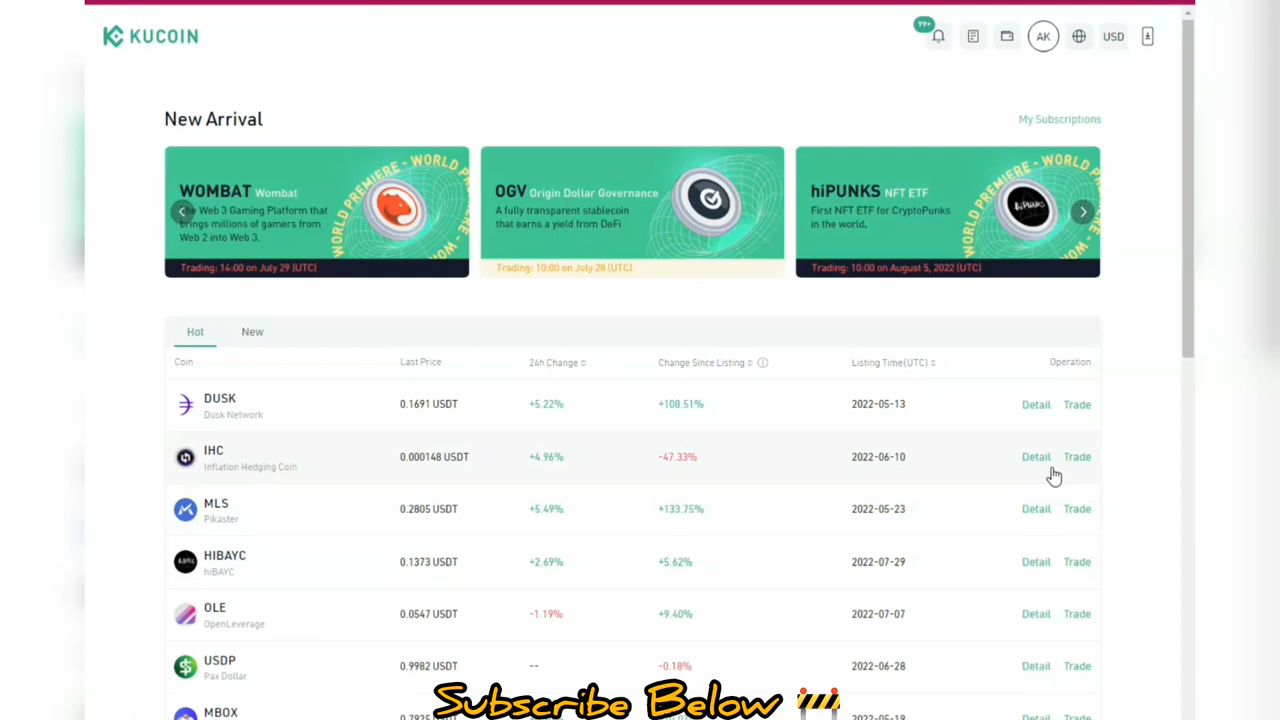 KUCOIN
99+
AK
USD
New Arrival
My Subscriptions
WOMBAT Wombat
The Web 3 Gaming Platform that
brings millions of gamers from
Web 2 into Web 3.
WORLD PREMIERE - WORLD
Trading: 14:00 on July 29 (UTC)
OGV Origin Dollar Governance
A fully transparent stablecoin
that earns a yield from DeFi
Trading: 10:00 on July 28 (UTC)
hiPUNKS NFT ETF
First NFT ETF for CryptoPunks
in the world.
WORLD PREMIERE - WORLD
hiPunks
Trading: 10:00 on August 5, 2022 (UTC)
Hot New
Coin Last Price 24h Change Change Since Listing Listing Time(UTC) Operation
DUSK
Dusk Network
0.1691 USDT +5.22% +108.51% 2022-05-13 Detail Trade
IHC
Inflation Hedging Coin
0.000148 USDT +4.96% -47.33% 2022-06-10 Detail Trade
MLS
Pikaster
0.2805 USDT +5.49% +133.75% 2022-05-23 Detail Trade
HIBAYC
hiBAYC
0.1373 USDT +2.69% +5.62% 2022-07-29 Detail Trade
OLE
OpenLeverage
0.0547 USDT -1.19% +9.40% 2022-07-07 Detail Trade
USDP
Pax Dollar
0.9982 USDT -- -0.18% 2022-06-28 Detail Trade
MBOX
Subscribe Below 🚧